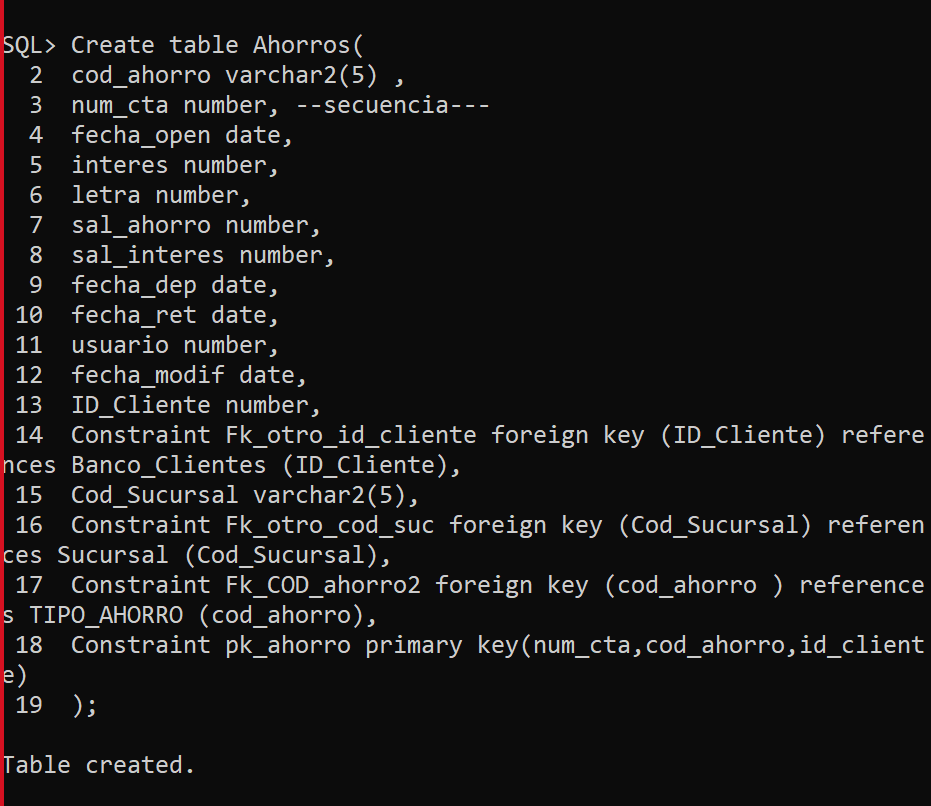 SQL> Create table Ahorros(
  2  cod_ahorro varchar2(5) ,
  3  num_cta number, --secuencia---
  4  fecha_open date,
  5  interes number,
  6  letra number,
  7  sal_ahorro number,
  8  sal_interes number,
  9  fecha_dep date,
 10  fecha_ret date,
 11  usuario number,
 12  fecha_modif date,
 13  ID_Cliente number,
 14  Constraint Fk_otro_id_cliente foreign key (ID_Cliente) refere
nces Banco_Clientes (ID_Cliente),
 15  Cod_Sucursal varchar2(5),
 16  Constraint Fk_otro_cod_suc foreign key (Cod_Sucursal) referen
ces Sucursal (Cod_Sucursal),
 17  Constraint Fk_COD_ahorro2 foreign key (cod_ahorro ) reference
s TIPO_AHORRO (cod_ahorro),
 18  Constraint pk_ahorro primary key(num_cta,cod_ahorro,id_client
e)
 19  );
Table created.